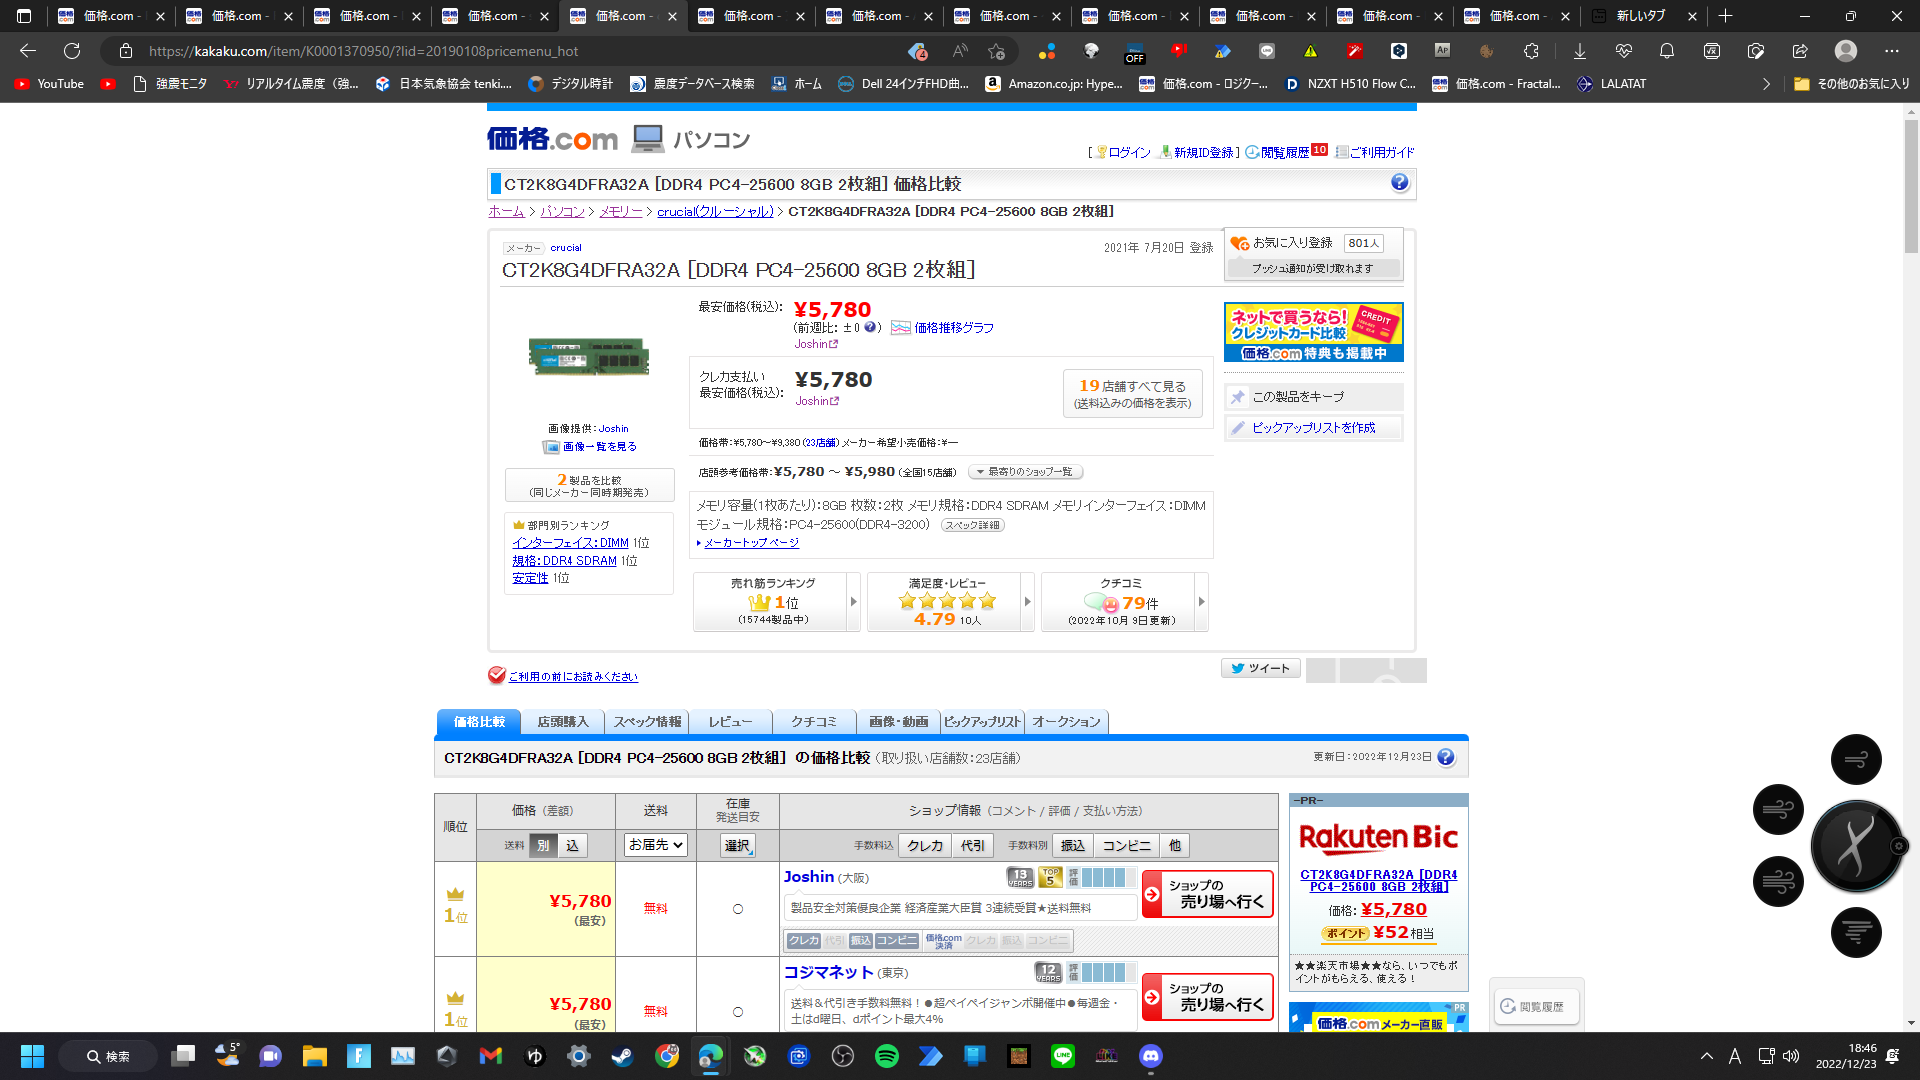 価格.com -
価格.com -
価格.com -
価格.com -
価格.com -
価格.com -
価格.com -
価格.com -
価格.com -
価格.com -
価格.com -
価格.com -
新しいタブ
https://kakaku.com/item/K0001370950/?lid=20190108pricemenu_hot
4
OFF
AP
YouTube
強震モニタ
リアルタイム震度（強...
日本気象協会 tenki....
デジタル時計
震度データベース検索
ホーム
Dell 24インチFHD曲...
Amazon.co.jp: Hype...
価格.com - ロジクー...
NZXT H510 Flow C...
価格.com - Fractal...
LALATAT
その他のお気に入り
価格.com パソコン
[ ログイン 新規ID登録 ] 閲覧履歴 10 ご利用ガイド
CT2K8G4DFRA32A [DDR4 PC4-25600 8GB 2枚組] 価格比較
ホーム > パソコン > メモリー > crucial(クルーシャル) > CT2K8G4DFRA32A [DDR4 PC4-25600 8GB 2枚組]
メーカー crucial
2021年 7月20日 登録
お気に入り登録 801人
プッシュ通知が受け取れます
CT2K8G4DFRA32A [DDR4 PC4-25600 8GB 2枚組]
最安価格(税込)： ¥5,780
(前週比：±0 ) 価格推移グラフ
Joshin
クレカ支払い
最安価格(税込)：
¥5,780
Joshin
19店舗すべて見る
(送料込みの価格を表示)
ネットで買うなら!
クレジットカード比較
CREDIT
価格.com 特典も掲載中
この製品をキープ
ピックアップリストを作成
画像提供：Joshin
画像一覧を見る
2製品を比較
(同じメーカー同時期発売)
価格帯：¥5,780～¥9,380 (23店舗) メーカー希望小売価格：¥―
店頭参考価格帯：¥5,780 ～ ¥5,980 (全国15店舗) 最寄りのショップ一覧
メモリ容量(1枚あたり)：8GB 枚数：2枚 メモリ規格：DDR4 SDRAM メモリインターフェイス：DIMM
モジュール規格：PC4-25600(DDR4-3200) スペック詳細
メーカートップページ
部門別ランキング
インターフェイス：DIMM 1位
規格：DDR4 SDRAM 1位
安定性 1位
売れ筋ランキング
1位
(15744製品中)
満足度・レビュー
4.79 10人
クチコミ
79件
(2022年10月 9日更新)
ご利用の前にお読みください
ツイート
価格比較
店頭購入
スペック情報
レビュー
クチコミ
画像・動画
ピックアップリスト
オークション
CT2K8G4DFRA32A [DDR4 PC4-25600 8GB 2枚組] の価格比較 (取り扱い店舗数：23店舗)
更新日：2022年12月23日
順位
価格（差額）
送料 別 込
送料
お届先
在庫
発送目安
選択
ショップ情報（コメント / 評価 / 支払い方法）
手数料込 クレカ 代引 手数料別 振込 コンビニ 他
1位
¥5,780
(最安)
無料
○
Joshin (大阪)
13 YEARS TOP 5 評価
製品安全対策優良企業 経済産業大臣賞 3連続受賞★送料無料
クレカ 代引 振込 コンビニ 価格.com決済 クレカ 振込 コンビニ
ショップの
売り場へ行く
1位
¥5,780
(最安)
無料
○
コジマネット (東京)
12 YEARS 評価
送料＆代引き手数料無料！●超ペイペイジャンボ開催中●毎週金・
土はd曜日、dポイント最大4%
ショップの
売り場へ行く
-PR-
Rakuten Bic
CT2K8G4DFRA32A [DDR4
PC4-25600 8GB 2枚組]
価格：¥5,780
ポイント ¥52相当
★★楽天市場★★なら、いつでもポ
イントがもらえる、使える！
PR
価格.comメーカー直販
閲覧履歴
検索
5°
A
18:46
2022/12/23